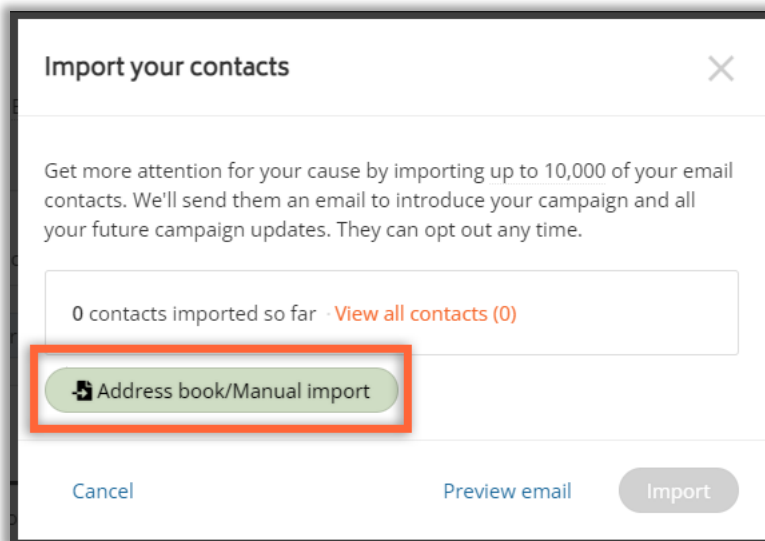 Import your contacts
Get more attention for your cause by importing up to 10,000 of your email
contacts. We'll send them an email to introduce your campaign and all
your future campaign updates. They can opt out any time.
0 contacts imported so far · View all contacts (0)
Address book/Manual import
Cancel Preview email Import